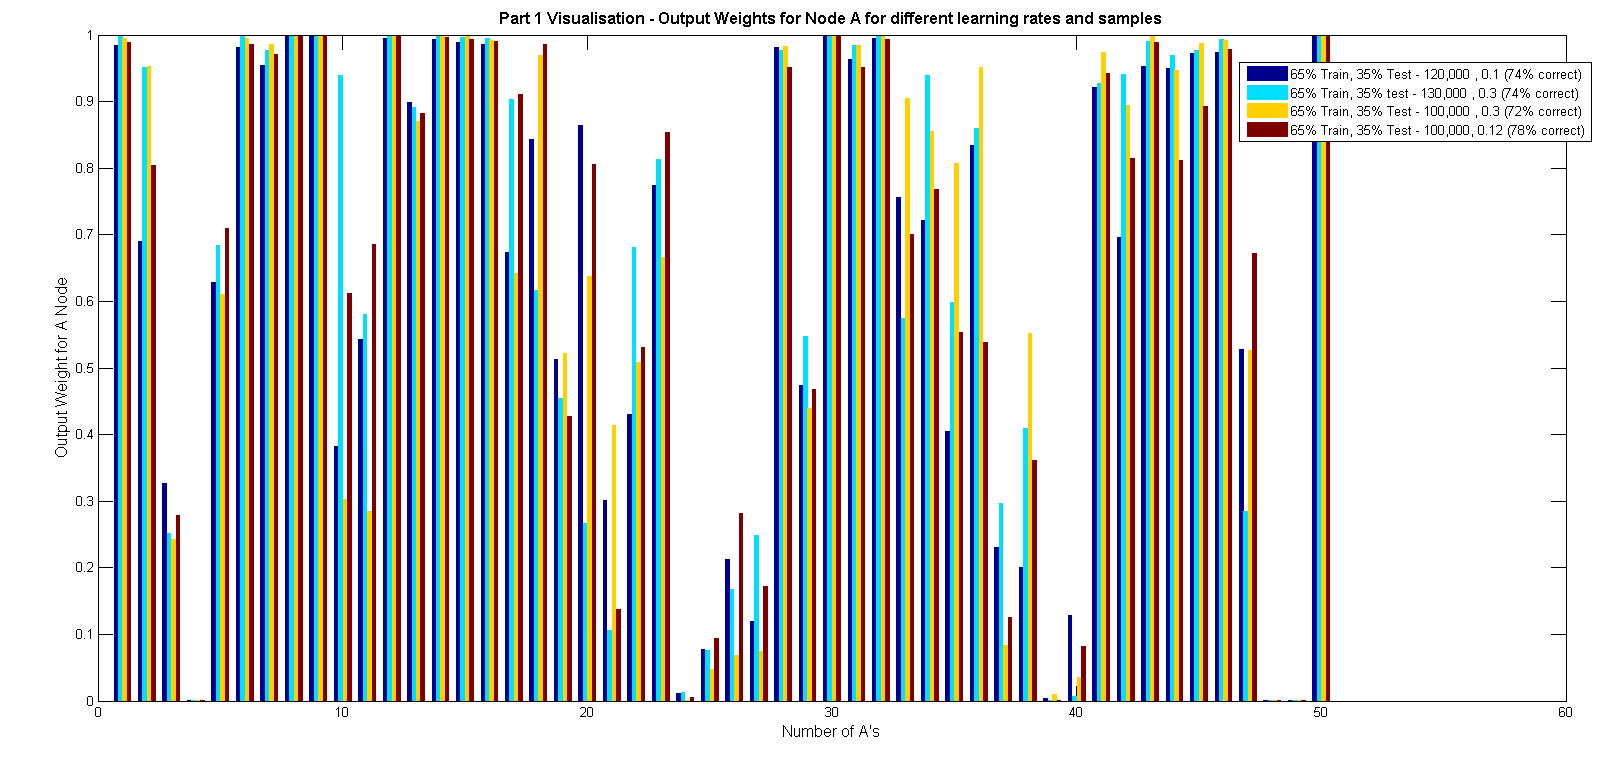 Part 1 Visualisation - Output Weights for Node A for different learning rates and samples
65% Train, 35% Test - 120,000 , 0.1 (74% correct)
65% Train, 35% test - 130,000 , 0.3 (74% correct)
65% Train, 35% Test - 100,000 , 0.3 (72% correct)
65% Train, 35% Test - 100,000, 0.12 (78% correct)
Output Weight for A Node
1
0.9
0.8
0.7
0.6
0.5
0.4
0.3
0.2
0.1
0
0 10 20 30 40 50 60
Number of A's